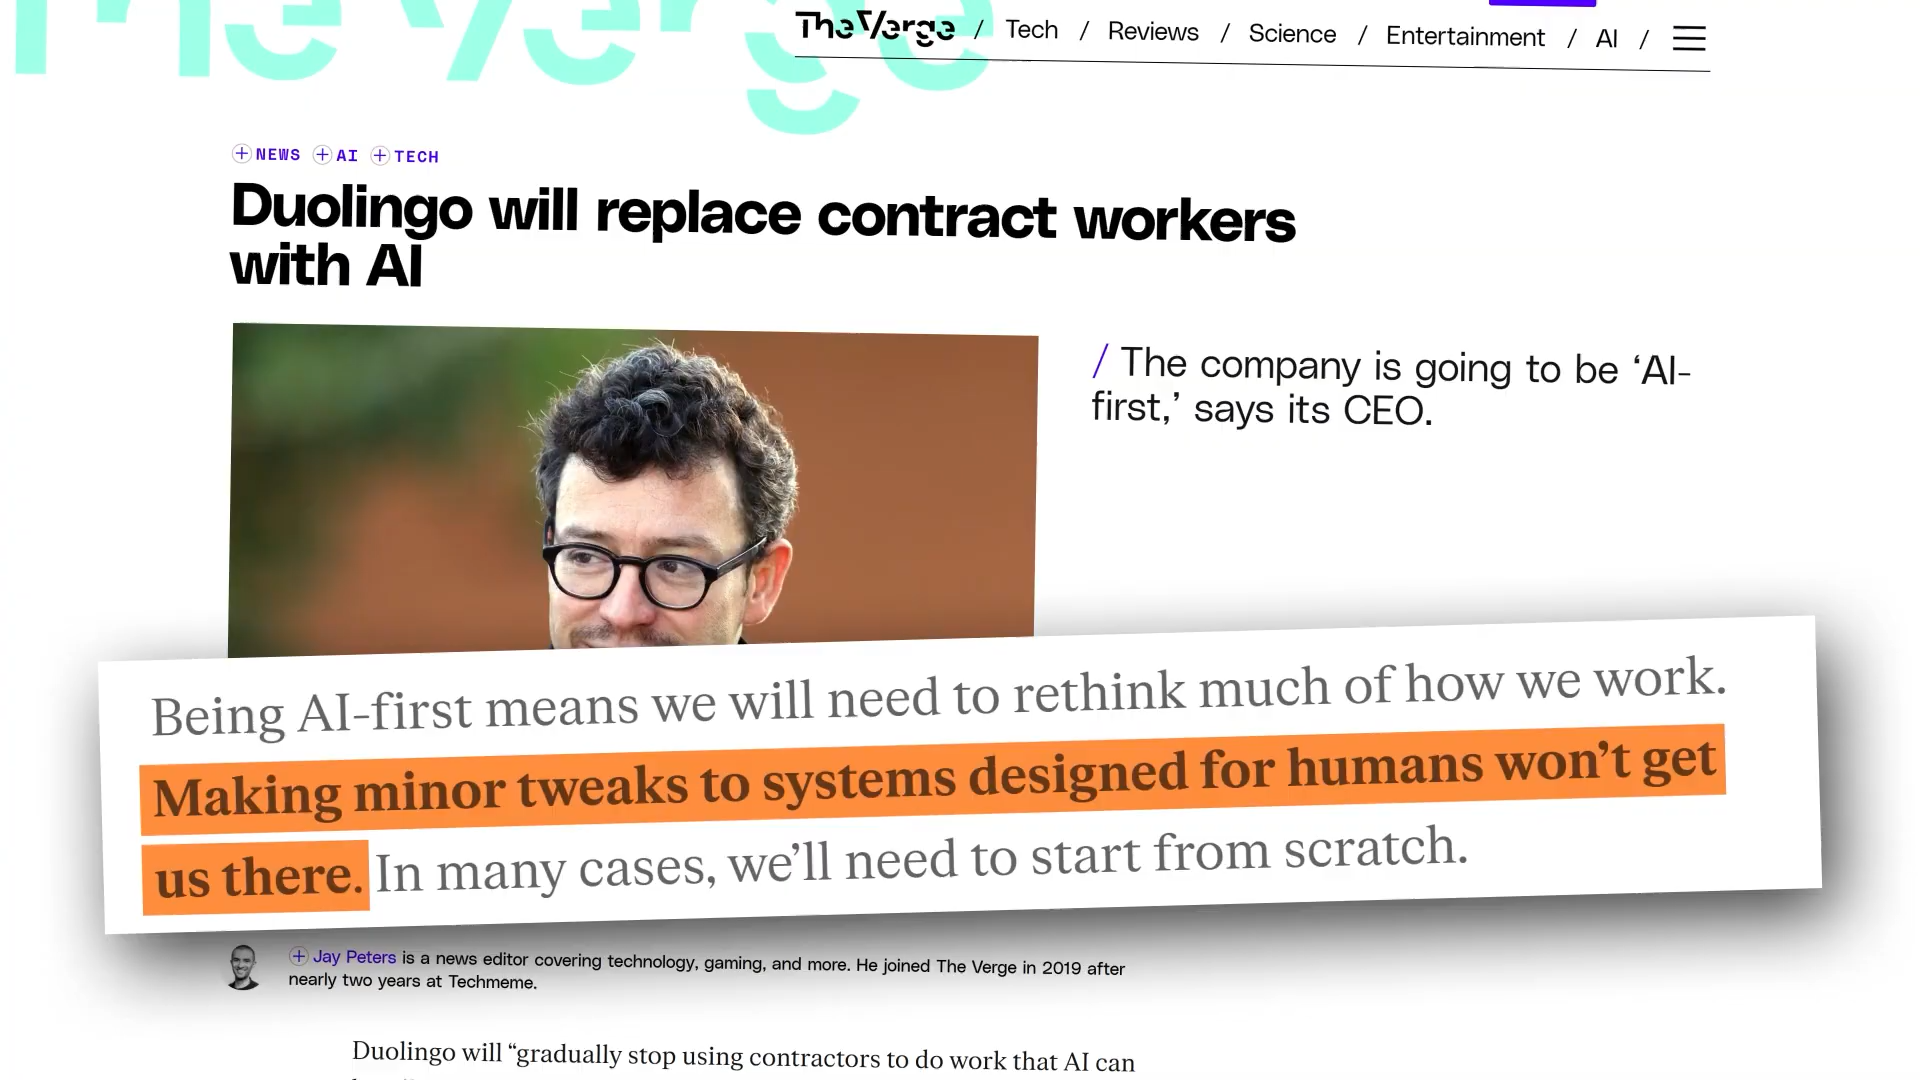 The Verge
The Verge / Tech / Reviews / Science / Entertainment / AI /
NEWS AI TECH
Duolingo will replace contract workers
with AI
/ The company is going to be ‘AI-
first,’ says its CEO.
Being AI-first means we will need to rethink much of how we work.
Making minor tweaks to systems designed for humans won’t get
us there. In many cases, we’ll need to start from scratch.
Jay Peters is a news editor covering technology, gaming, and more. He joined The Verge in 2019 after
nearly two years at Techmeme.
Duolingo will “gradually stop using contractors to do work that AI can